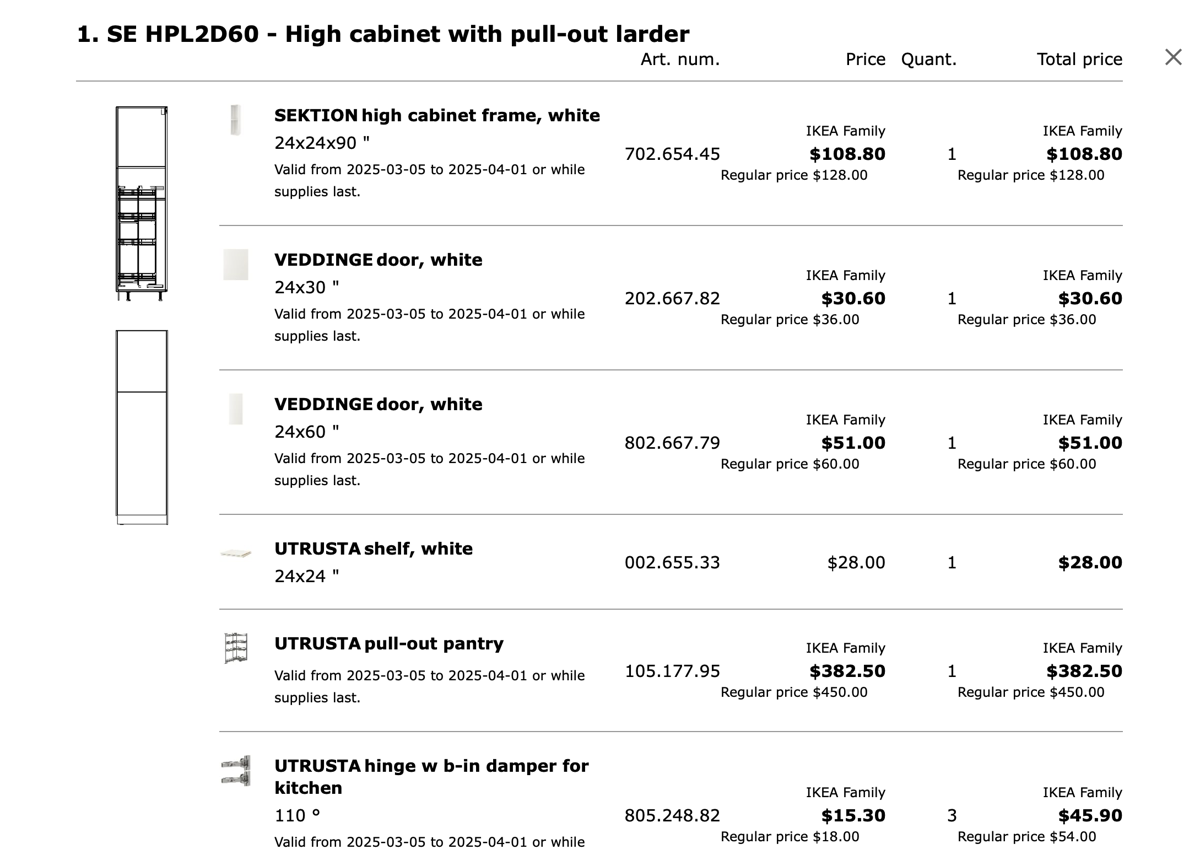 1. SE HPL2D60 - High cabinet with pull-out larder
Art. num. Price Quant. Total price
SEKTION high cabinet frame, white
24x24x90 "
Valid from 2025-03-05 to 2025-04-01 or while
supplies last.
702.654.45
IKEA Family
$108.80
Regular price $128.00
1
IKEA Family
$108.80
Regular price $128.00
VEDDINGE door, white
24x30 "
Valid from 2025-03-05 to 2025-04-01 or while
supplies last.
202.667.82
IKEA Family
$30.60
Regular price $36.00
1
IKEA Family
$30.60
Regular price $36.00
VEDDINGE door, white
24x60 "
Valid from 2025-03-05 to 2025-04-01 or while
supplies last.
802.667.79
IKEA Family
$51.00
Regular price $60.00
1
IKEA Family
$51.00
Regular price $60.00
UTRUSTA shelf, white
24x24 "
002.655.33
$28.00
1
$28.00
UTRUSTA pull-out pantry
Valid from 2025-03-05 to 2025-04-01 or while
supplies last.
105.177.95
IKEA Family
$382.50
Regular price $450.00
1
IKEA Family
$382.50
Regular price $450.00
UTRUSTA hinge w b-in damper for
kitchen
110 °
Valid from 2025-03-05 to 2025-04-01 or while
805.248.82
IKEA Family
$15.30
Regular price $18.00
3
IKEA Family
$45.90
Regular price $54.00